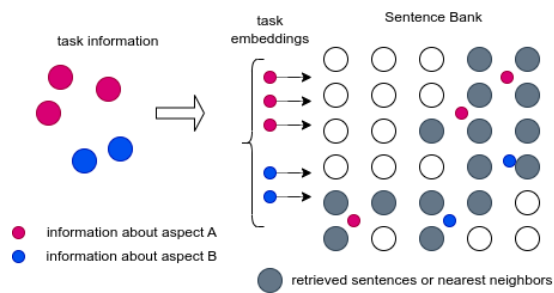 task information
task
embeddings
Sentence Bank
information about aspect A
information about aspect B
retrieved sentences or nearest neighbors